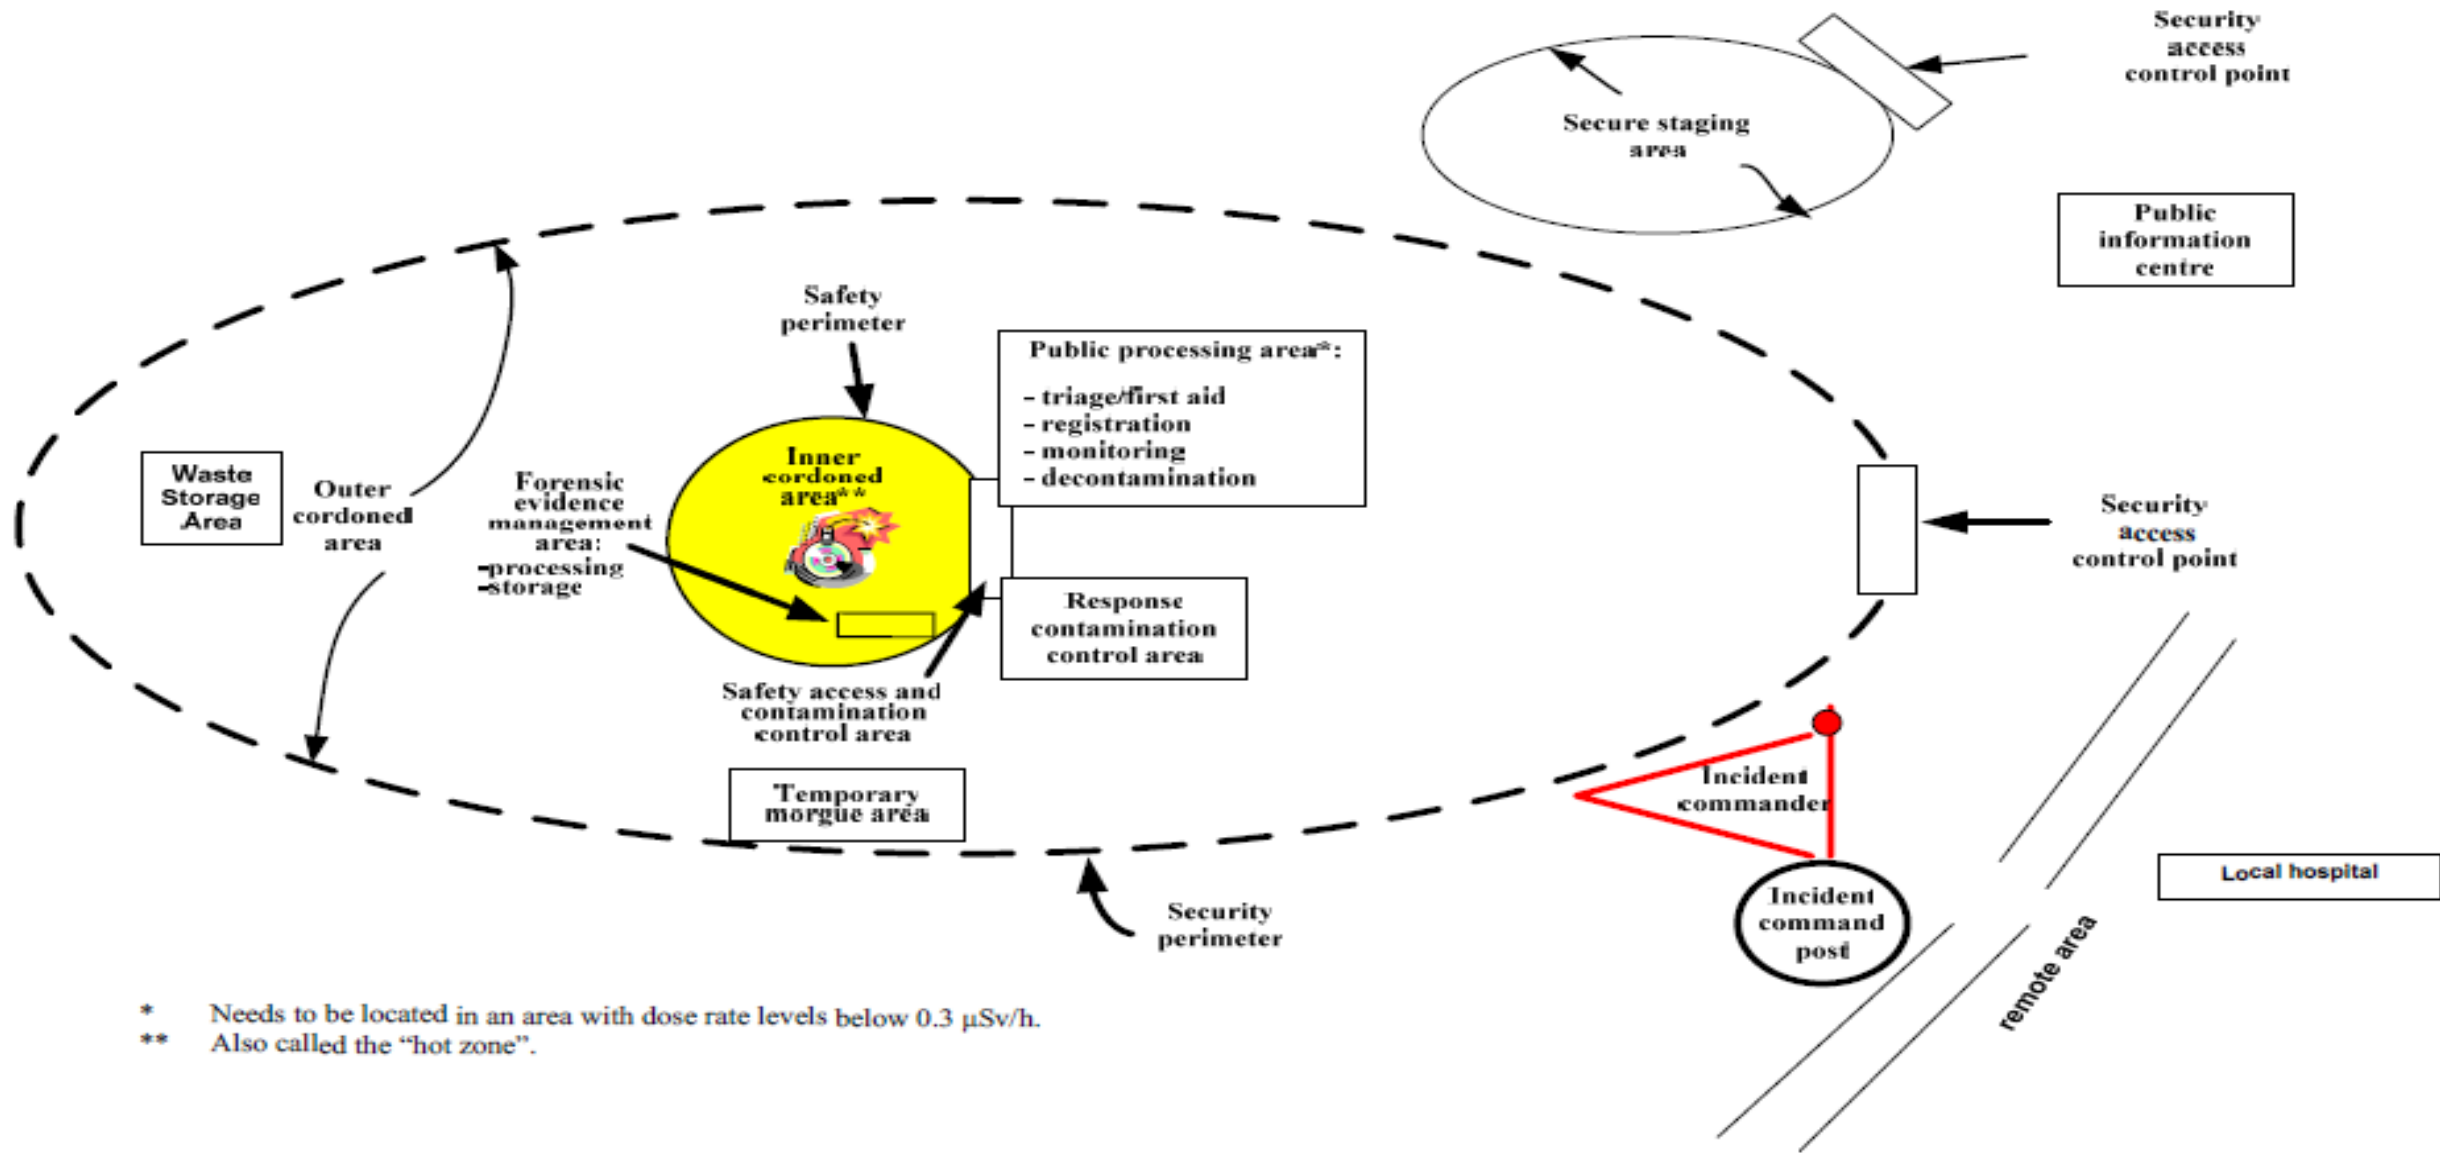 Security
access
control point
Secure staging
area
Public
information
centre
Safety
perimeter
Public processing area*:
- triage/first aid
- registration
- monitoring
- decontamination
Inner
cordoned
area**
Waste
Storage
Area
Outer
cordoned
area
Forensic
evidence
management
area:
-processing
-storage
Security
access
control point
Response
contamination
control area
Safety access and
contamination
control area
Temporary
morgue area
Incident
commander
Local hospital
Incident
command
post
Security
perimeter
remote area
* Needs to be located in an area with dose rate levels below 0.3 μSv/h.
** Also called the “hot zone”.